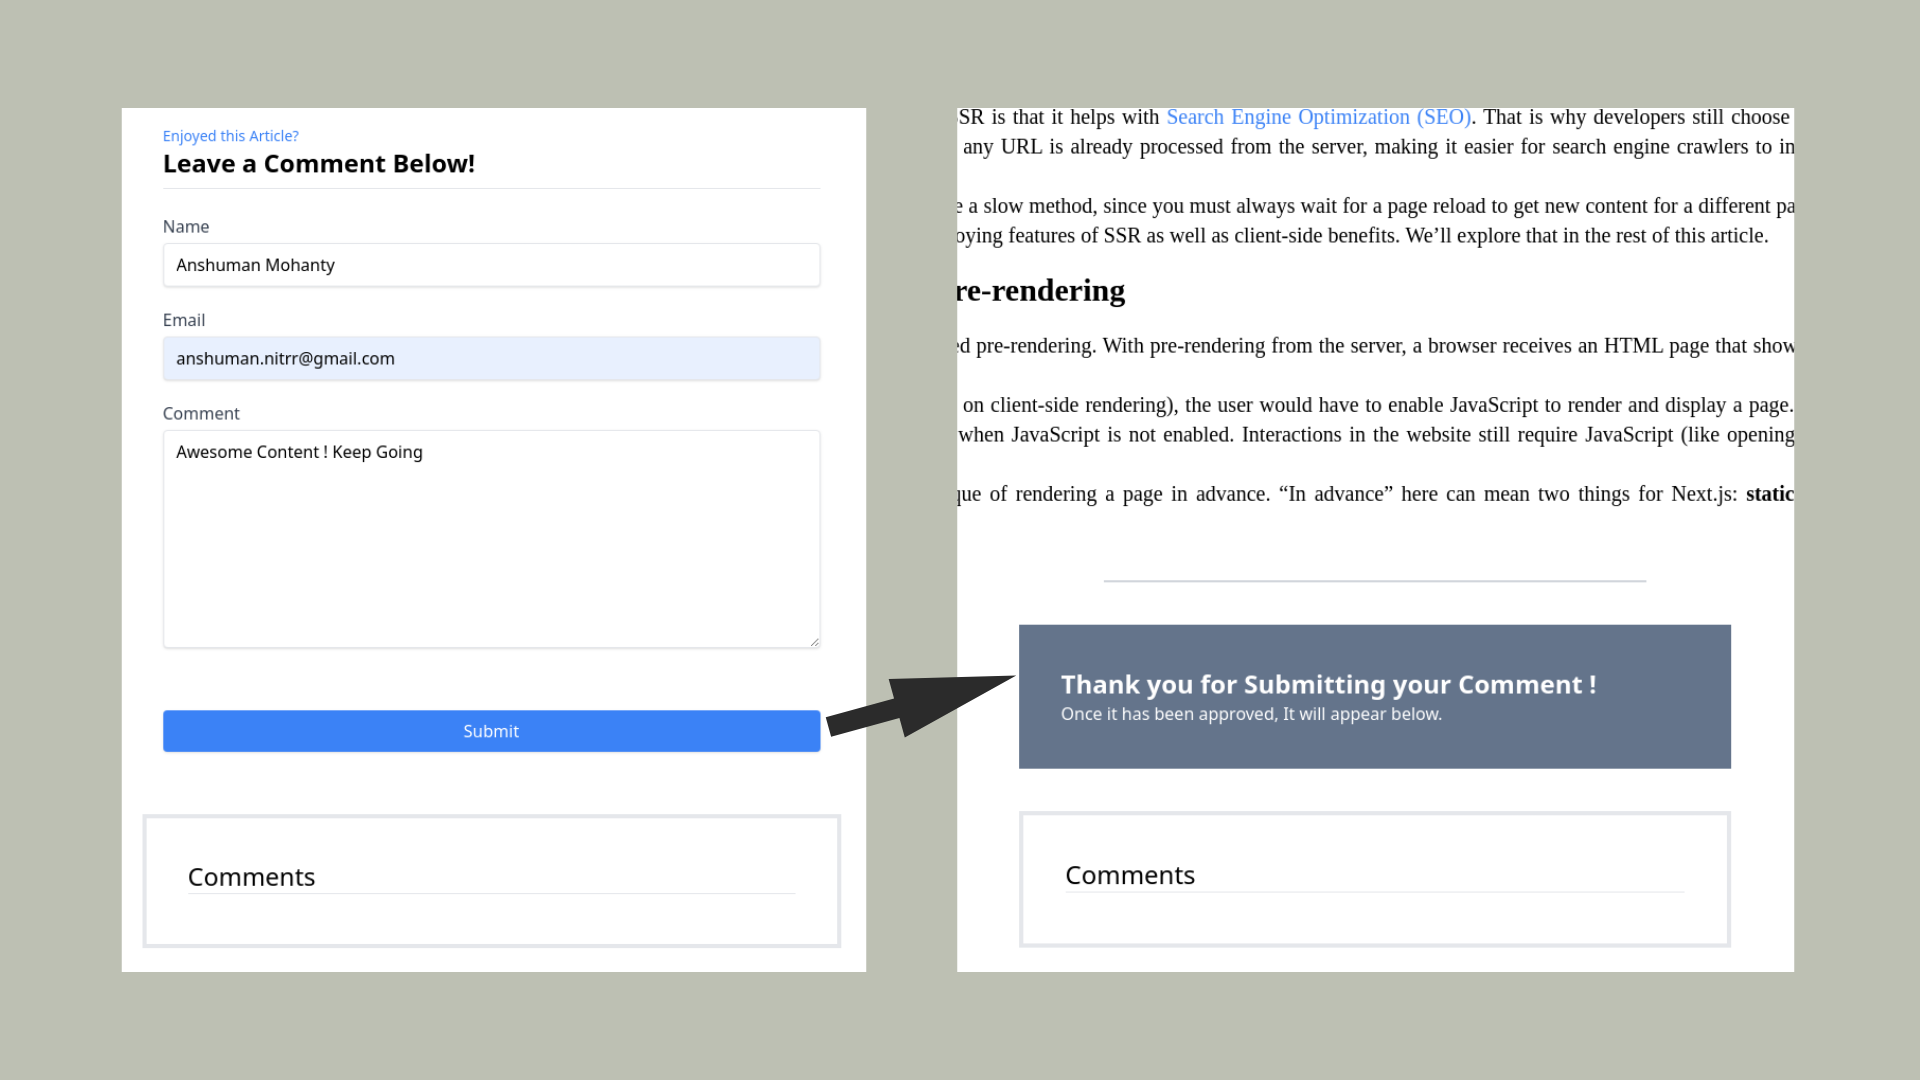 Enjoyed this Article?
Leave a Comment Below!
Name
Anshuman Mohanty
Email
anshuman.nitrr@gmail.com
Comment
Awesome Content ! Keep Going
Submit
Comments
SSR is that it helps with Search Engine Optimization (SEO). That is why developers still choose
any URL is already processed from the server, making it easier for search engine crawlers to in
e a slow method, since you must always wait for a page reload to get new content for a different pa
oying features of SSR as well as client-side benefits. We’ll explore that in the rest of this article.
re-rendering
ed pre-rendering. With pre-rendering from the server, a browser receives an HTML page that show
on client-side rendering), the user would have to enable JavaScript to render and display a page.
when JavaScript is not enabled. Interactions in the website still require JavaScript (like opening
que of rendering a page in advance. “In advance” here can mean two things for Next.js: static
Thank you for Submitting your Comment !
Once it has been approved, It will appear below.
Comments